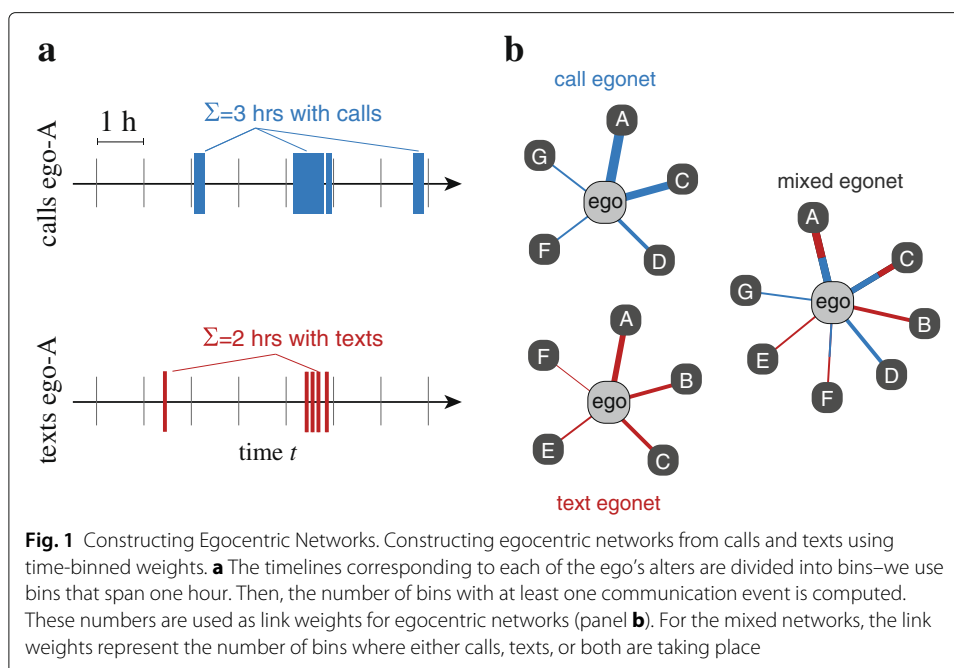 a
Σ=3 hrs with calls
1 h
calls ego-A
Σ=2 hrs with texts
texts ego-A
time t
b
call egonet
A
G
C
ego
F
D
mixed egonet
A
C
G
ego
B
E
D
F
A
F
B
ego
E
C
text egonet
Fig. 1 Constructing Egocentric Networks. Constructing egocentric networks from calls and texts using
time-binned weights. a The timelines corresponding to each of the ego's alters are divided into bins–we use
bins that span one hour. Then, the number of bins with at least one communication event is computed.
These numbers are used as link weights for egocentric networks (panel b). For the mixed networks, the link
weights represent the number of bins where either calls, texts, or both are taking place